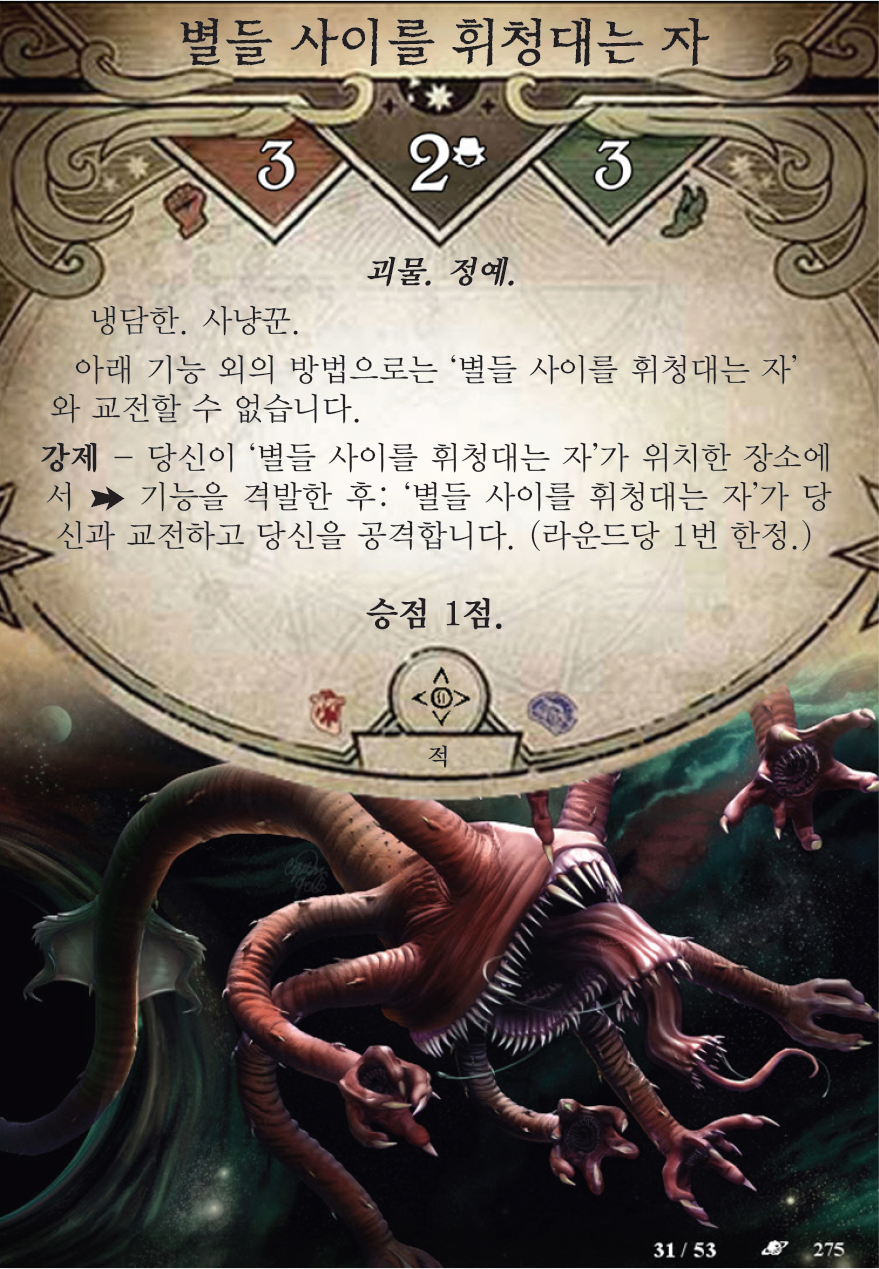 별들 사이를 휘청대는 자
3 2 3
괴물. 정예.
냉담한. 사냥꾼.
아래 기능 외의 방법으로는 ‘별들 사이를 휘청대는 자’
와 교전할 수 없습니다.
강제 – 당신이 ‘별들 사이를 휘청대는 자’가 위치한 장소에
서 기능을 격발한 후: ‘별들 사이를 휘청대는 자’가 당
신과 교전하고 당신을 공격합니다. (라운드당 1번 한정.)
승점 1점.
적
31 / 53 275